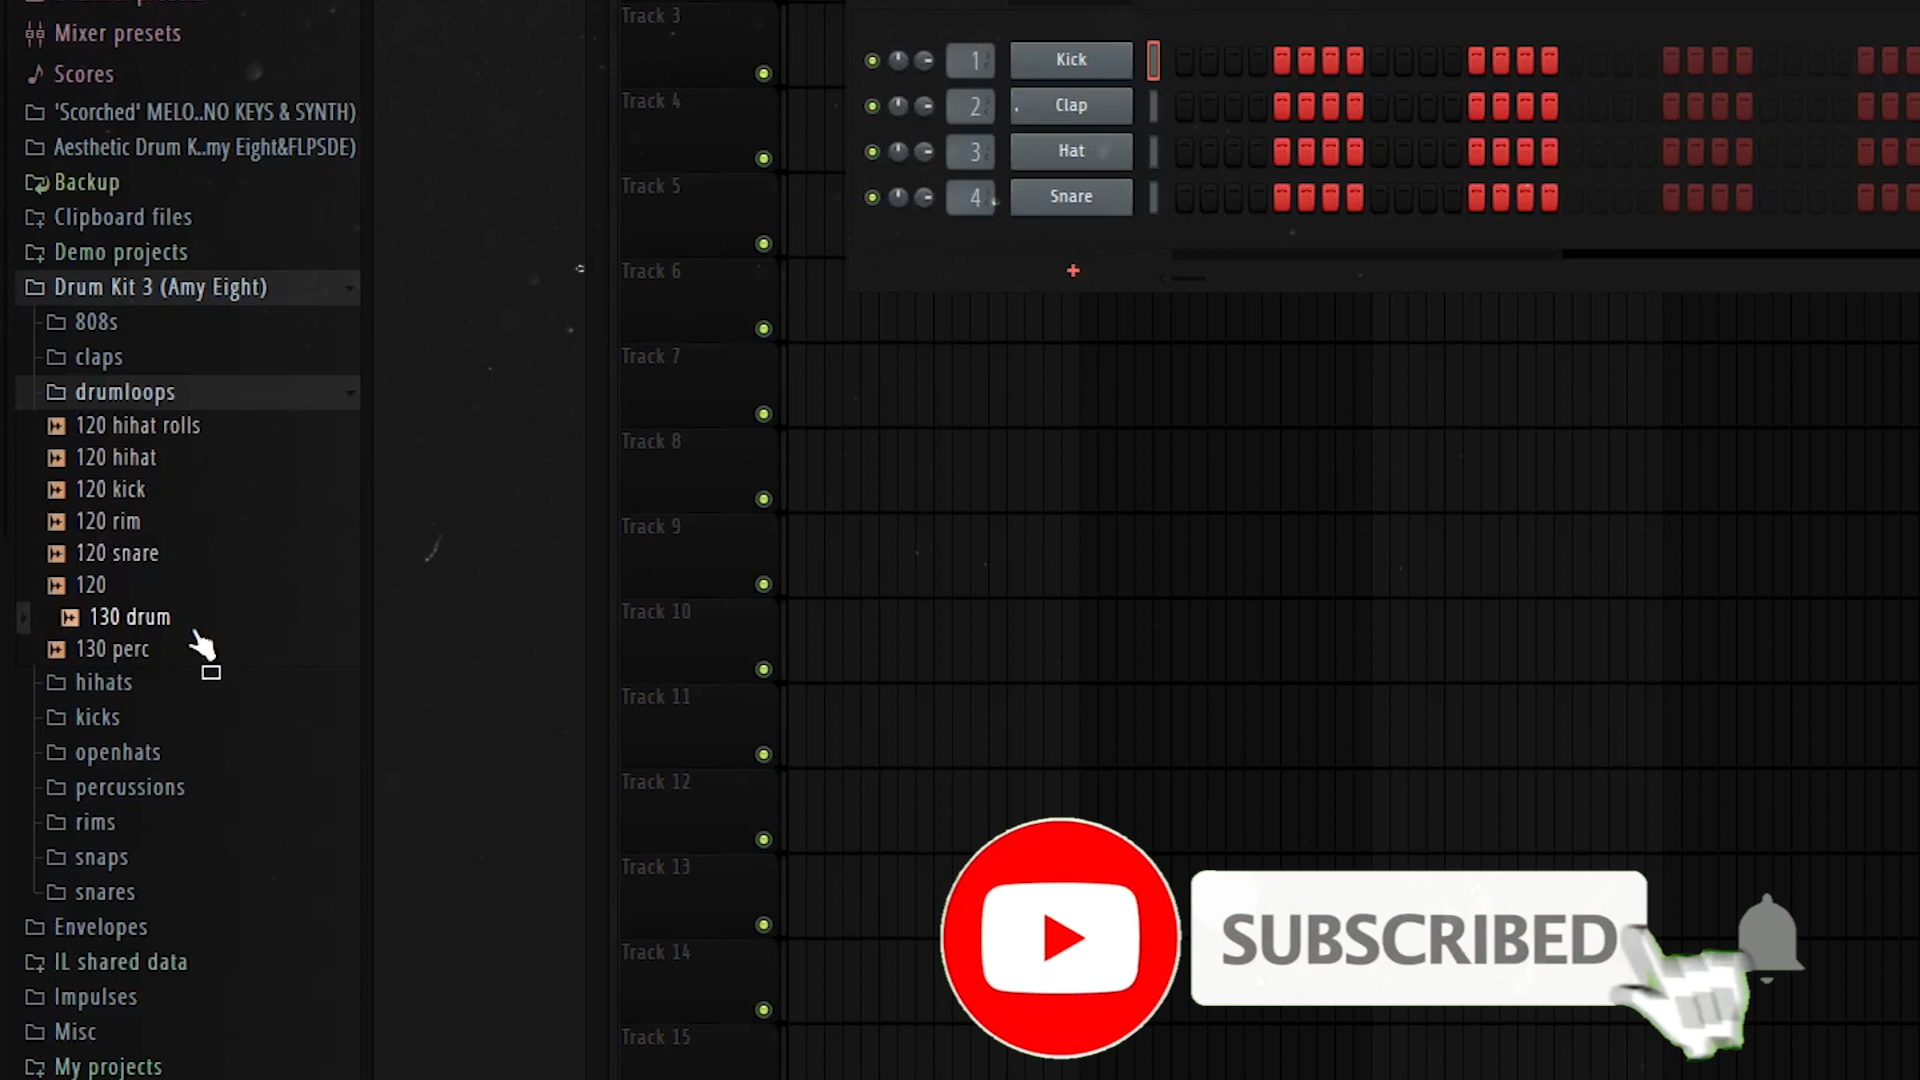 Mixer presets
Scores
'Scorched' MELO..NO KEYS & SYNTH)
Aesthetic Drum K..my Eight&FLPSDE)
Backup
Clipboard files
Demo projects
Drum Kit 3 (Amy Eight)
808s
claps
drumloops
120 hihat rolls
120 hihat
120 kick
120 rim
120 snare
120
130 drum
130 perc
hihats
kicks
openhats
percussions
rims
snaps
snares
Envelopes
IL shared data
Impulses
Misc
My projects
Track 3
Track 4
Track 5
Track 6
Track 7
Track 8
Track 9
Track 10
Track 11
Track 12
Track 13
Track 14
Track 15
1 Kick
2 Clap
3 Hat
4 Snare
+
SUBSCRIBED